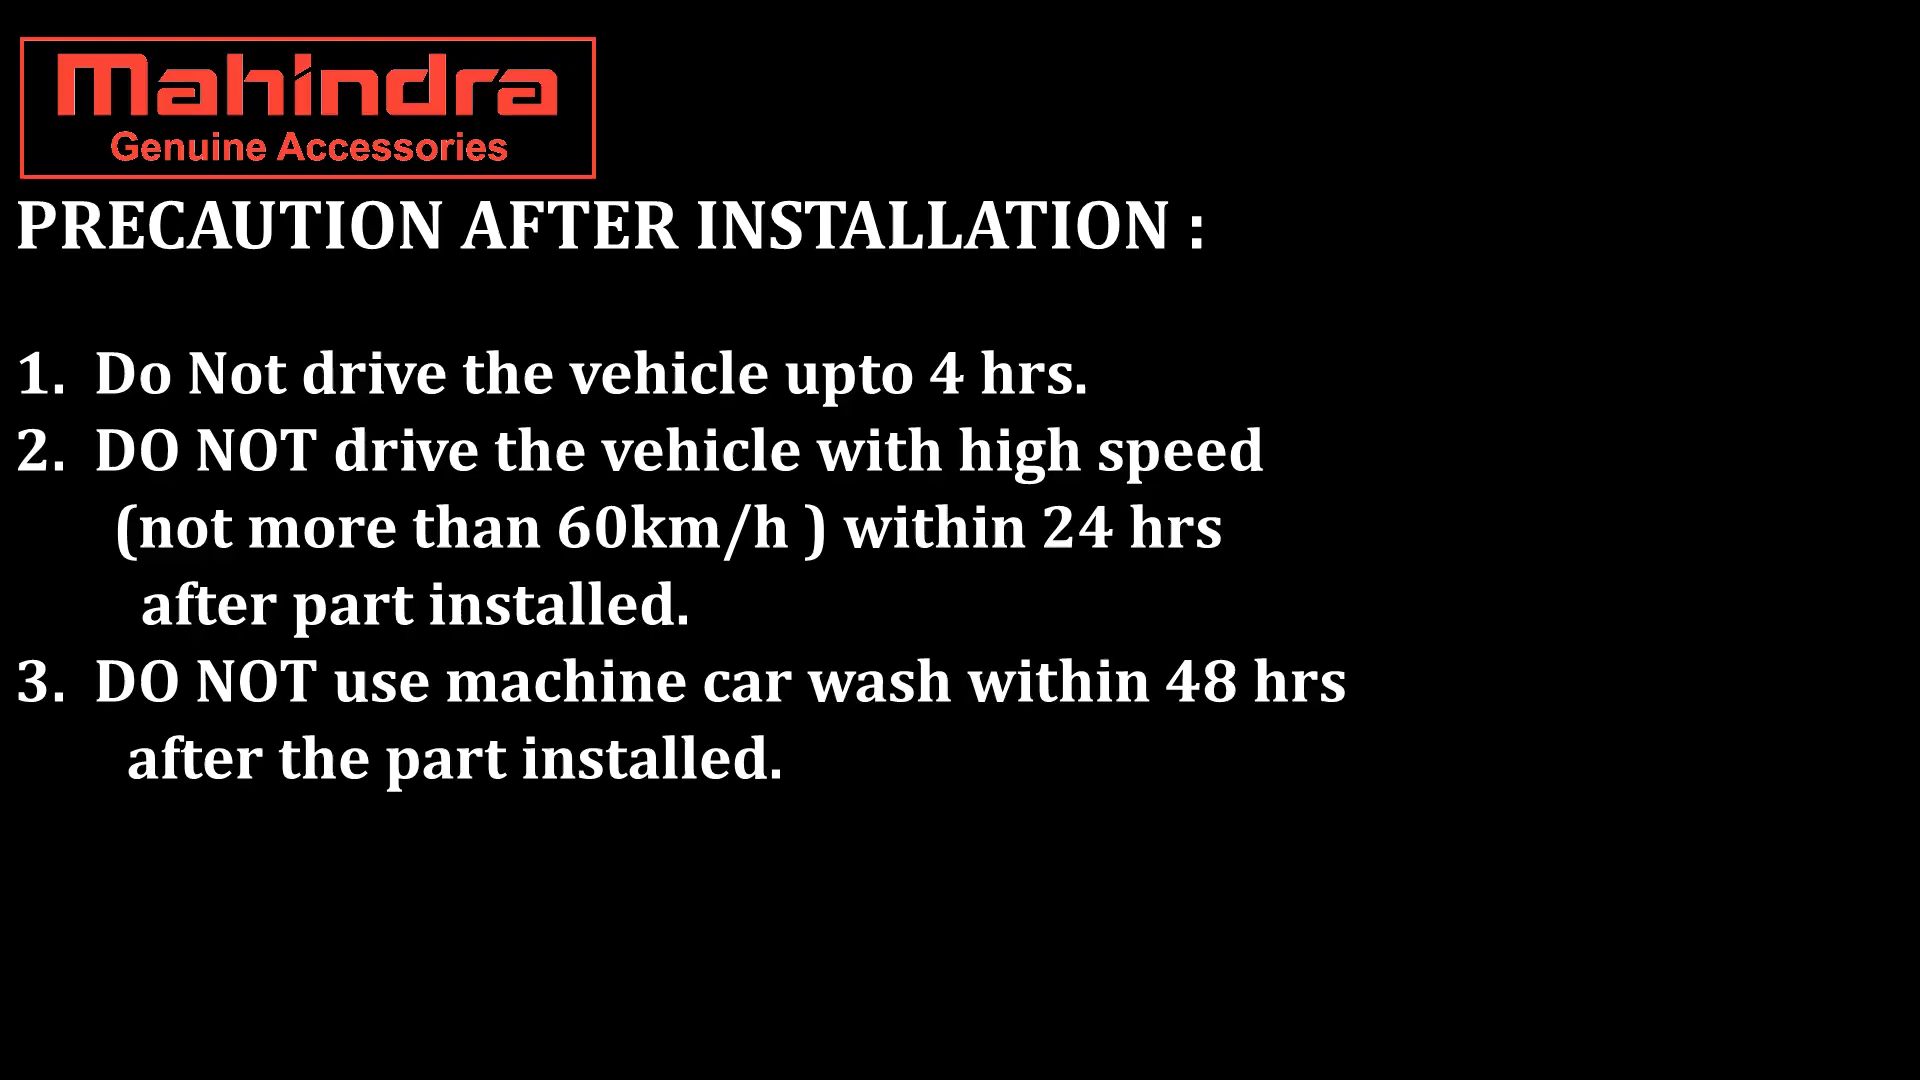 Mahindra
Genuine Accessories
PRECAUTION AFTER INSTALLATION :
1. Do Not drive the vehicle upto 4 hrs.
2. DO NOT drive the vehicle with high speed
(not more than 60km/h ) within 24 hrs
after part installed.
3. DO NOT use machine car wash within 48 hrs
after the part installed.